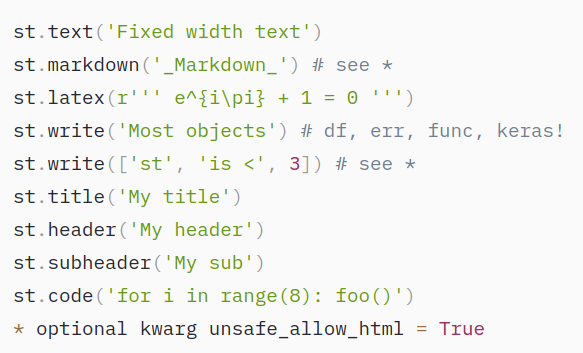 st.text('Fixed width text')
st.markdown('_Markdown_') # see *
st.latex(r''' e^{i\pi} + 1 = 0 ''')
st.write('Most objects') # df, err, func, keras!
st.write(['st', 'is <', 3]) # see *
st.title('My title')
st.header('My header')
st.subheader('My sub')
st.code('for i in range(8): foo()')
* optional kwarg unsafe_allow_html = True